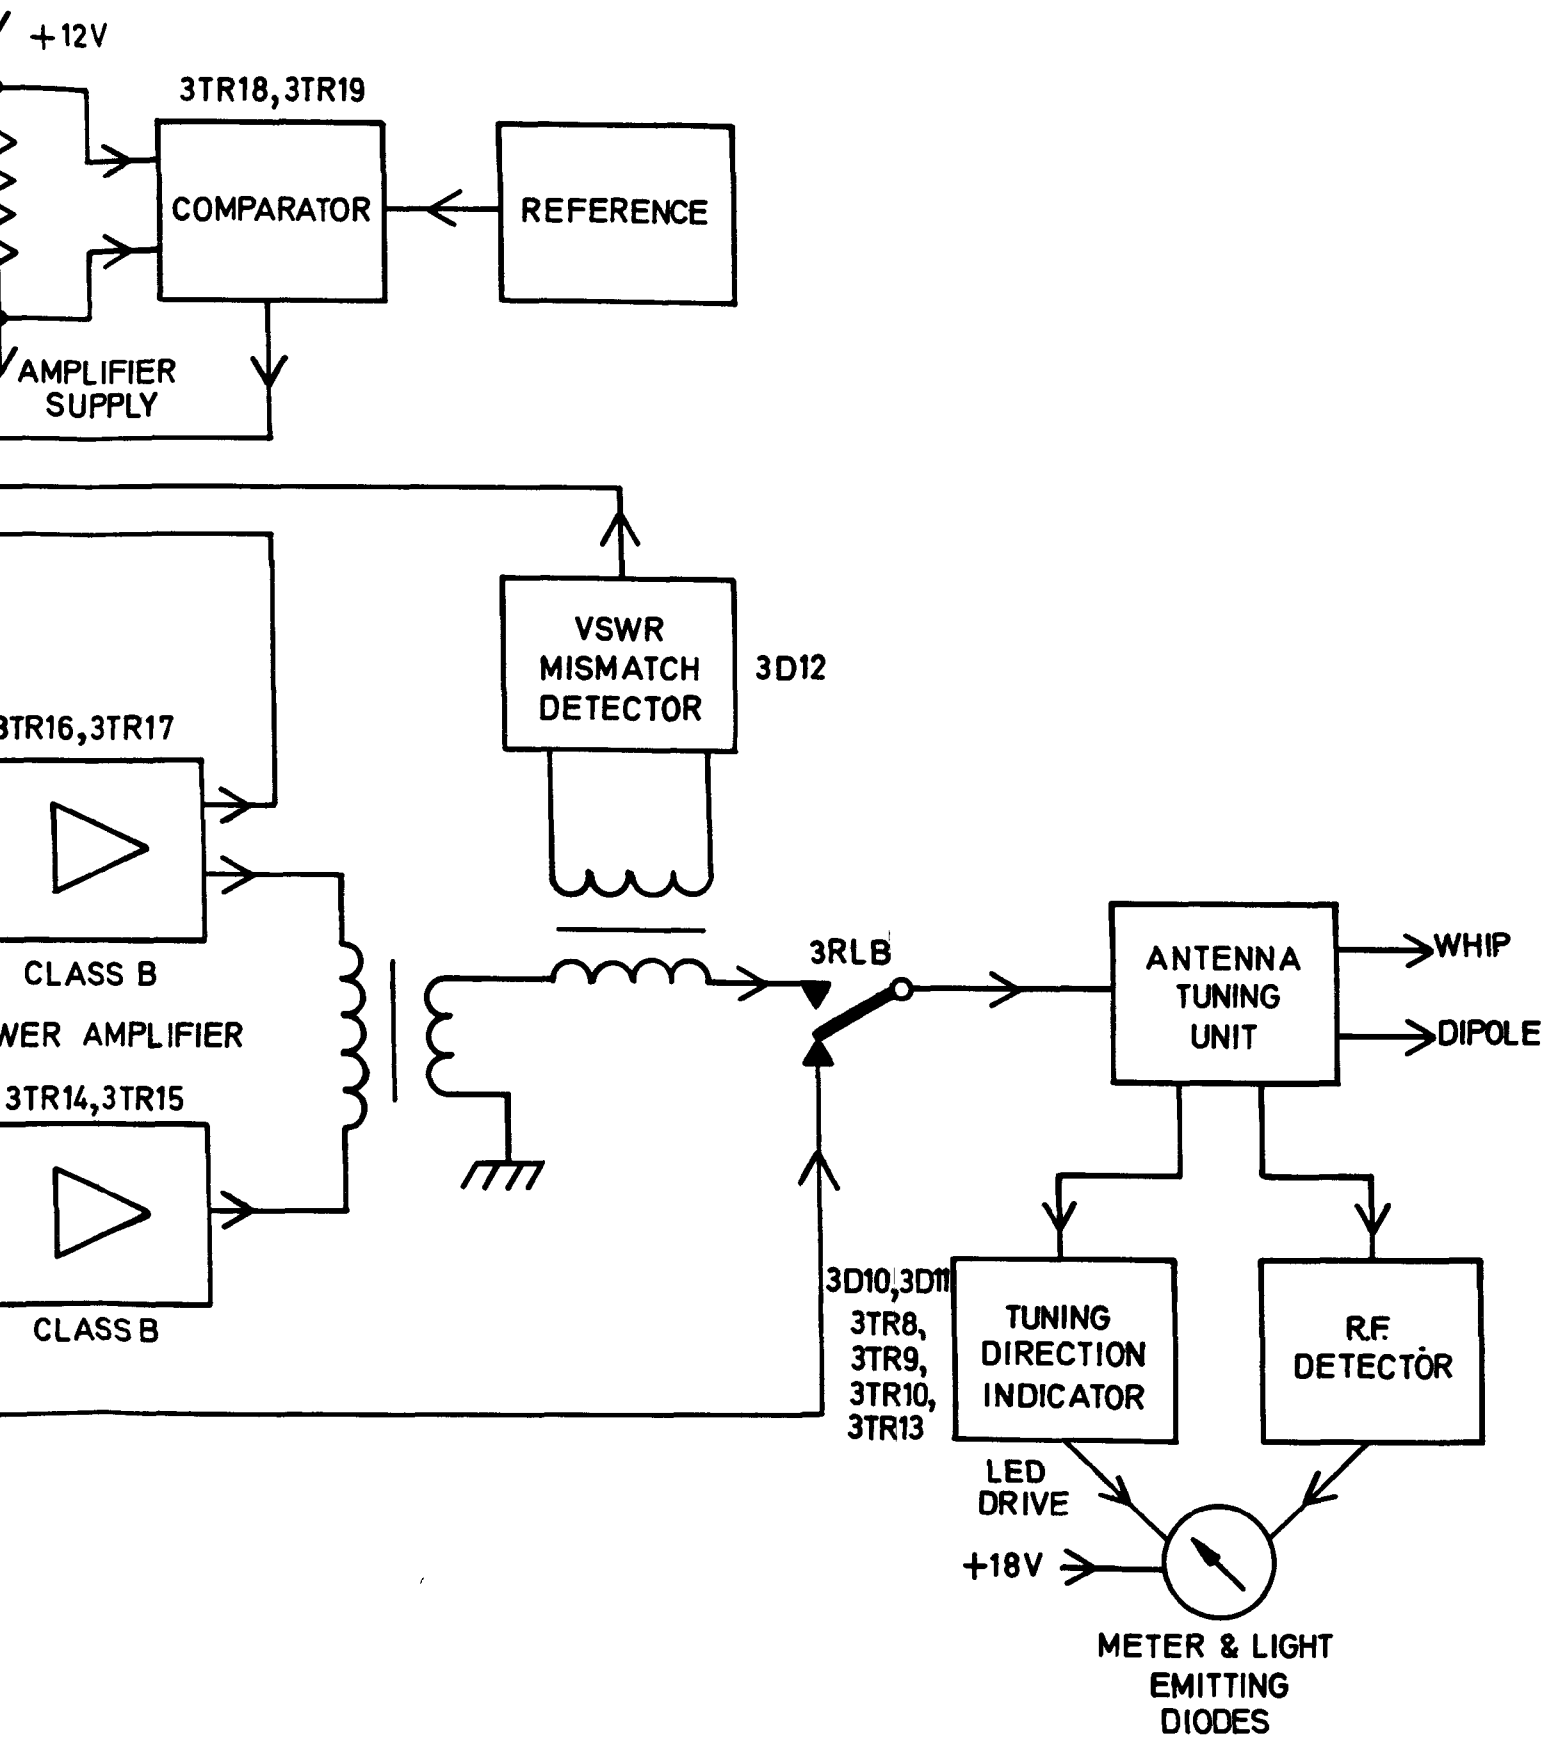 +12V
3TR18,3TR19
COMPARATOR
REFERENCE
AMPLIFIER
SUPPLY
VSWR
MISMATCH
DETECTOR
3D12
3TR16,3TR17
CLASS B
WER AMPLIFIER
3TR14,3TR15
CLASS B
3RLB
ANTENNA
TUNING
UNIT
WHIP
DIPOLE
3D10,3D11
3TR8,
3TR9,
3TR10,
3TR13
TUNING
DIRECTION
INDICATOR
R.F.
DETECTOR
LED
DRIVE
+18V
METER & LIGHT
EMITTING
DIODES